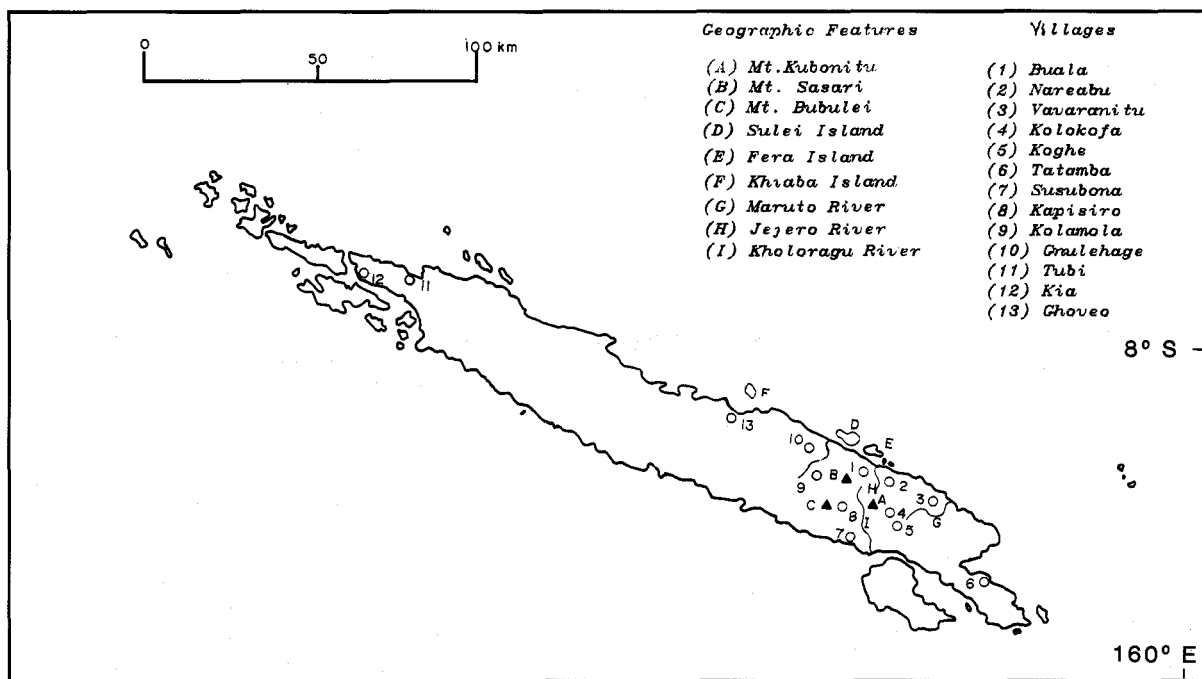 0
50
100 km
Geographic Features
(A) Mt.Kubonitu
(B) Mt. Sasari
(C) Mt. Bubulei
(D) Sulei Island
(E) Fera Island
(F) Khiaba Island
(G) Maruto River
(H) Jejero River
(I) Kholoragu River
Villages
(1) Buala
(2) Nareabu
(3) Vavaranitu
(4) Kolokofa
(5) Koghe
(6) Tatamba
(7) Susubona
(8) Kapisiro
(9) Kolamola
(10) Gnulehage
(11) Tubi
(12) Kia
(13) Ghoveo
12
11
8° S
F
13
D
10
E
1
B
2
9
H
A
3
C
8
4
G
I
5
7
6
160° E